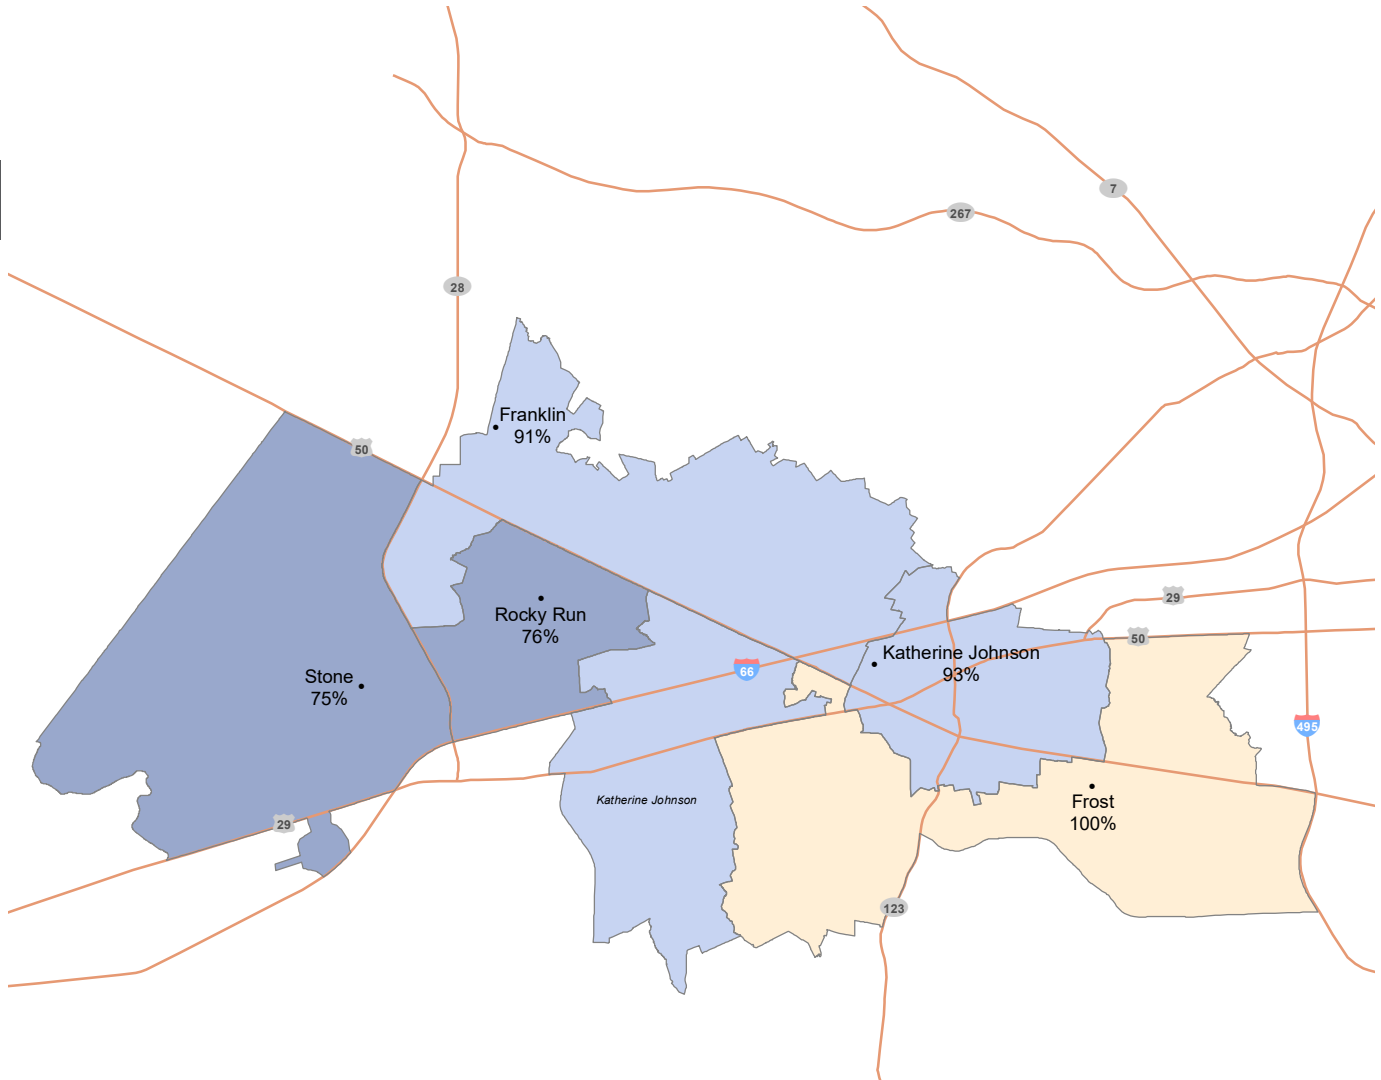 7
267
28
Franklin
91%
50
29
Rocky Run
76%
50
Katherine Johnson
93%
66
Stone
75%
495
Katherine Johnson
Frost
100%
29
123